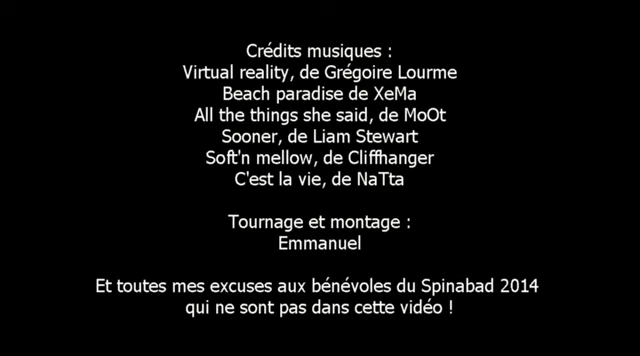 Crédits musiques :
Virtual reality, de Grégoire Lourme
Beach paradise de XeMa
All the things she said, de MoOt
Sooner, de Liam Stewart
Soft'n mellow, de Cliffhanger
C'est la vie, de NaTta
Tournage et montage :
Emmanuel
Et toutes mes excuses aux bénévoles du Spinabad 2014
qui ne sont pas dans cette vidéo !